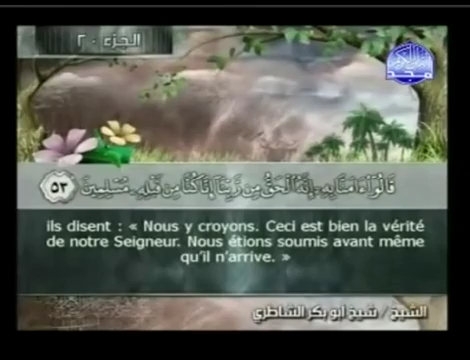 الجزء ٢٠
مجد
قَالُوٓا۟ ءَامَنَّا بِهِۦٓ إِنَّهُ ٱلْحَقُّ مِن رَّبِّنَآ إِنَّا كُنَّا مِن قَبْلِهِۦ مُسْلِمِينَ ٥٣
ils disent : « Nous y croyons. Ceci est bien la vérité
de notre Seigneur. Nous étions soumis avant même
qu'il n'arrive. »
الشيخ / شيخ أبو بكر الشاطري